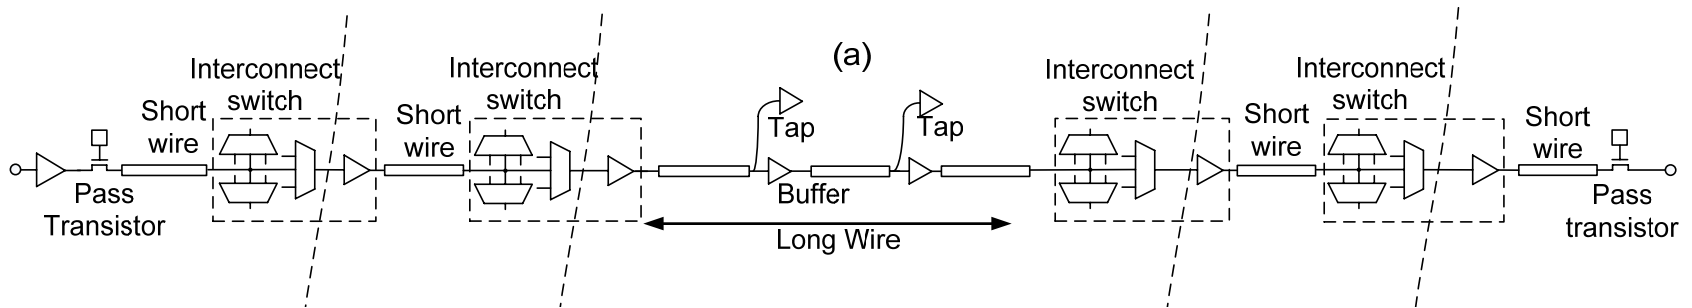 (a)
Interconnect
switch
Interconnect
switch
Interconnect
switch
Interconnect
switch
Short
wire
Short
wire
Short
wire
Short
wire
Tap
Tap
Pass
Transistor
Buffer
Long Wire
Pass
transistor